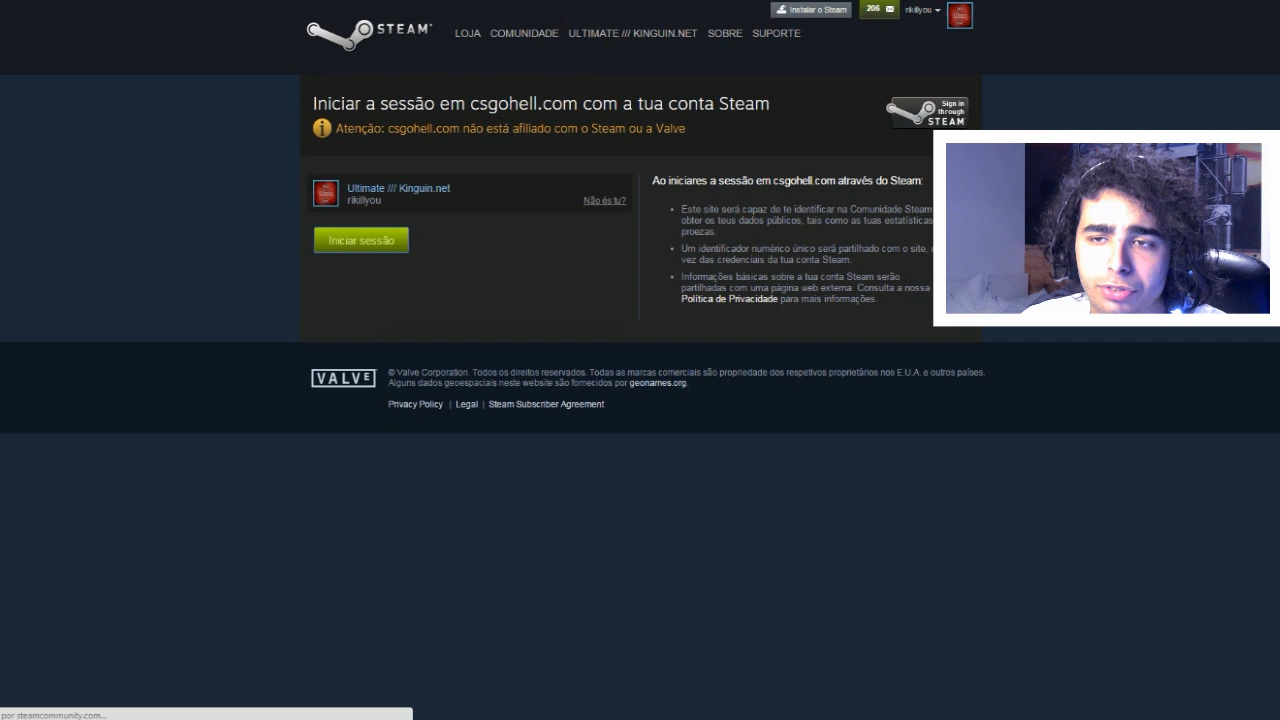 Instalar o Steam
206
rikillyou
STEAM
LOJA COMUNIDADE ULTIMATE /// KINGUIN.NET SOBRE SUPORTE
Iniciar a sessão em csgohell.com com a tua conta Steam
Atenção: csgohell.com não está afiliado com o Steam ou a Valve
Sign in
through
STEAM
Ultimate /// Kinguin.net
rikillyou
Não és tu?
Iniciar sessão
Ao iniciares a sessão em csgohell.com através do Steam:
Este site será capaz de te identificar na Comunidade Steam
obter os teus dados públicos, tais como as tuas estatísticas
proezas.
Um identificador numérico único será partilhado com o site,
vez das credenciais da tua conta Steam.
Informações básicas sobre a tua conta Steam serão
partilhadas com uma página web externa. Consulta a nossa
Política de Privacidade para mais informações.
VALVE
© Valve Corporation. Todos os direitos reservados. Todas as marcas comerciais são propriedade dos respetivos proprietários nos E.U.A. e outros países.
Alguns dados geoespaciais neste website são fornecidos por geonames.org.
Privacy Policy | Legal | Steam Subscriber Agreement
por steamcommunity.com...